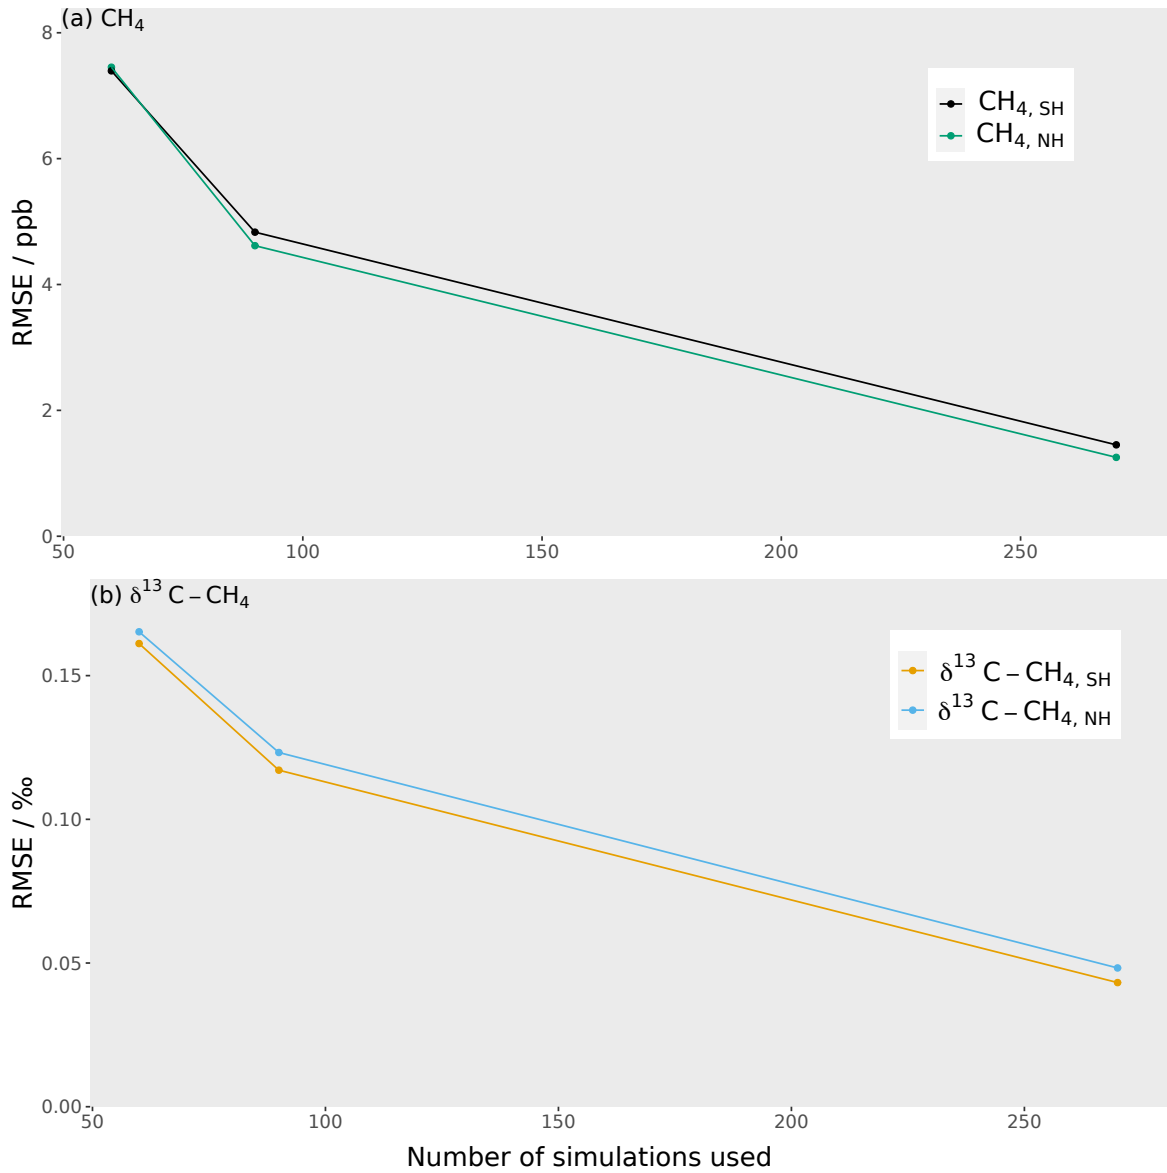 (a) CH₄
8
6
4
2
0
RMSE / ppb
CH₄, SH
CH₄, NH
50 100 150 200 250
(b) δ¹³ C – CH₄
0.15
0.10
0.05
0.00
RMSE / ‰
δ¹³ C – CH₄, SH
δ¹³ C – CH₄, NH
50 100 150 200 250
Number of simulations used